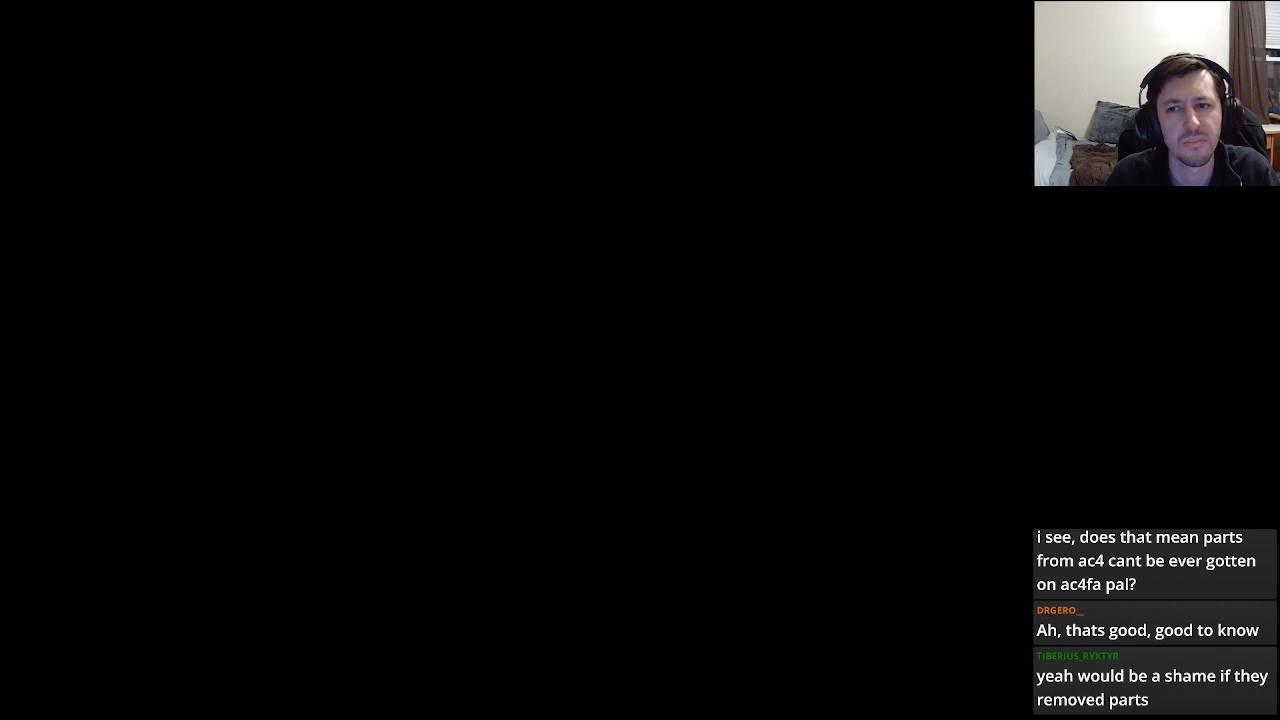 i see, does that mean parts
from ac4 cant be ever gotten
on ac4fa pal?
DRGERO__
Ah, thats good, good to know
TIBERIUS_RYXTYR
yeah would be a shame if they
removed parts